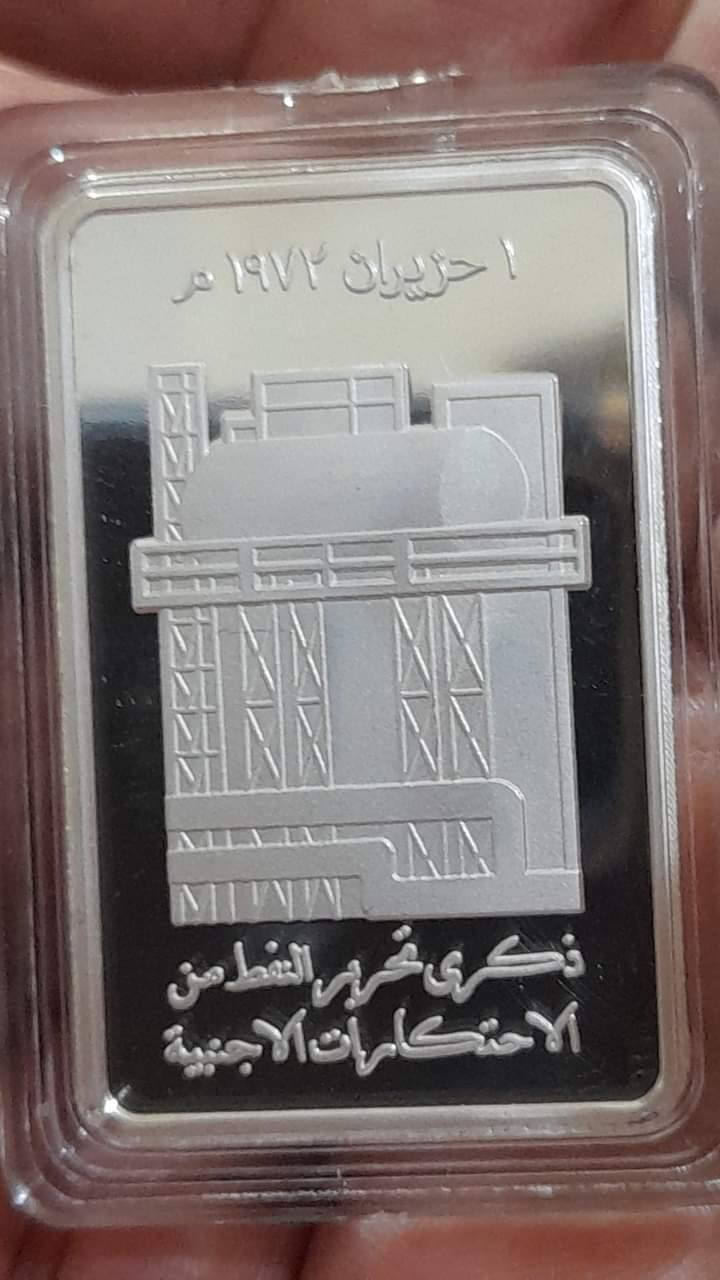 ١ حزيران ١٩٧٢ م
ذكرى تحرير النفط من
الاحتكارات الاجنبية